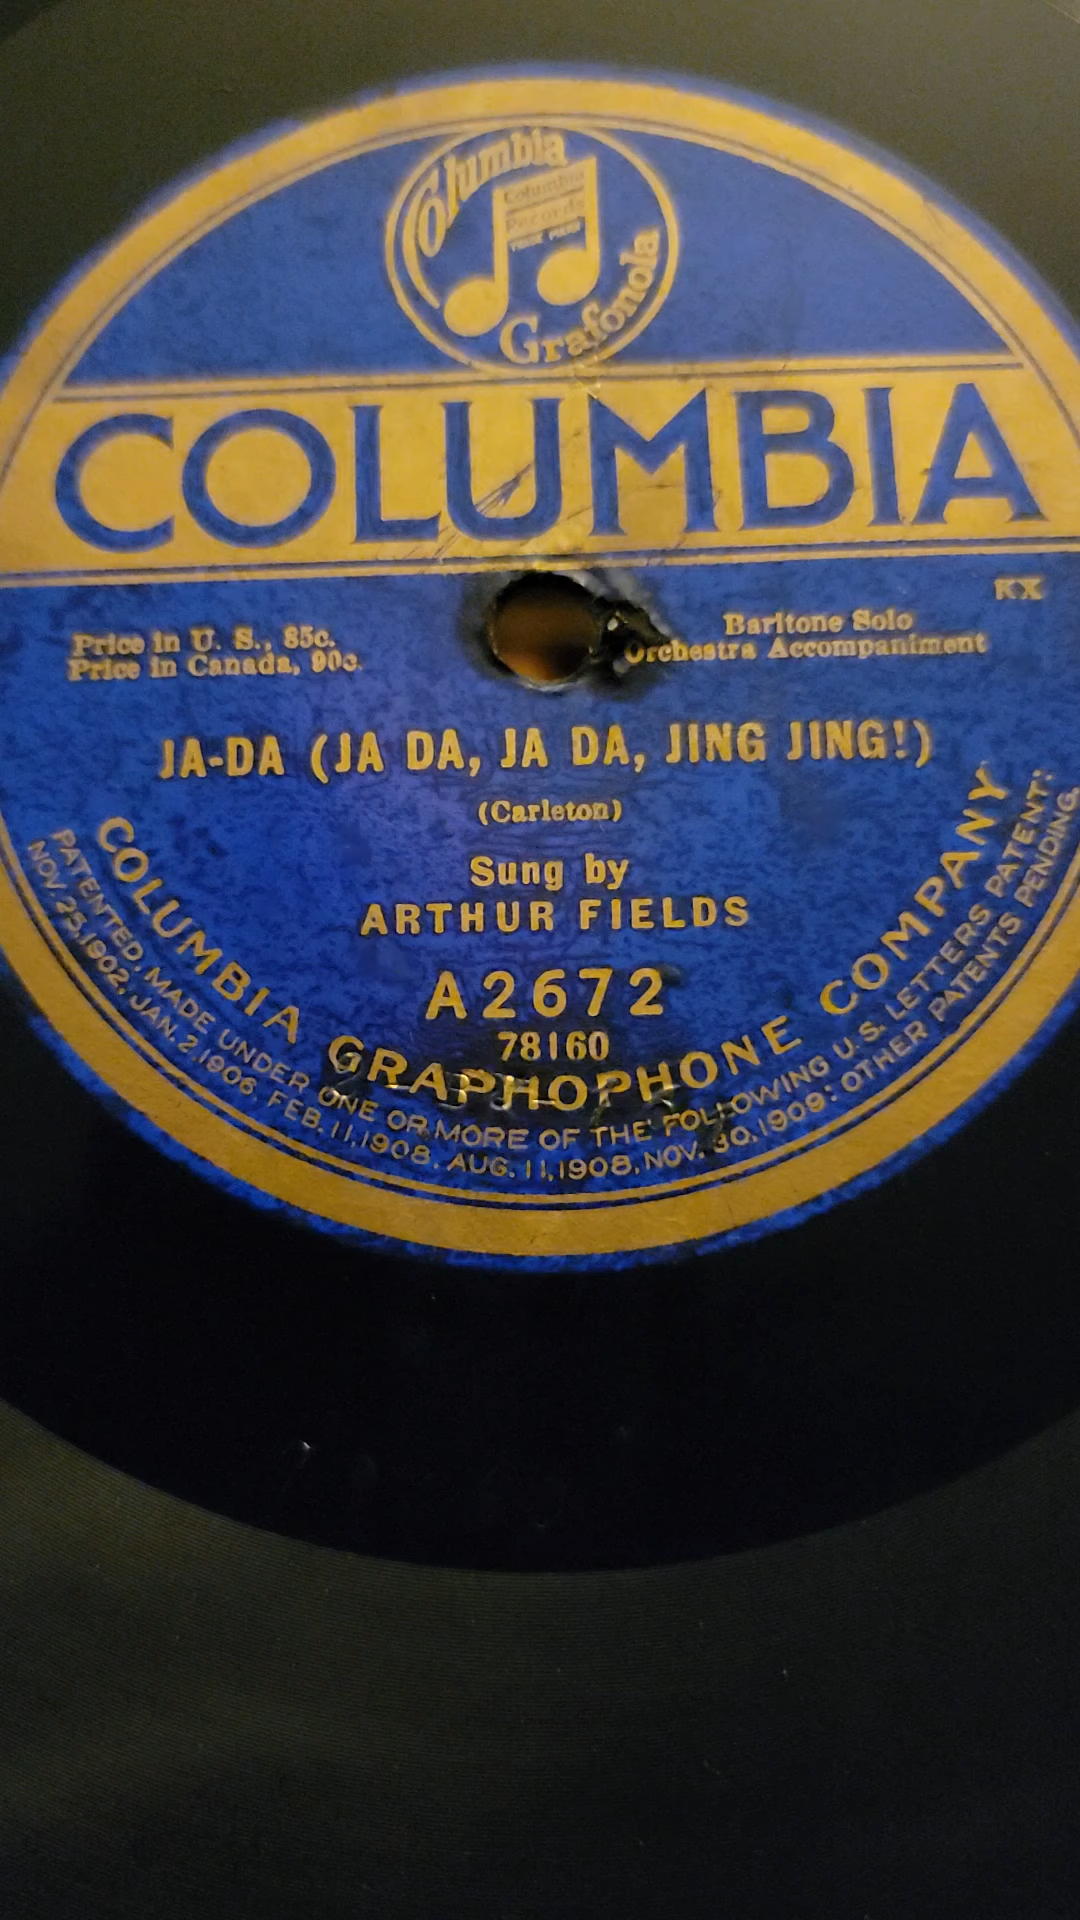 Columbia
Columbia
Records
Grafonola
COLUMBIA
RX
Price in U. S., 85c.
Price in Canada, 90c.
Baritone Solo
Orchestra Accompaniment
JA-DA (JA DA, JA DA, JING JING!)
(Carleton)
Sung by
ARTHUR FIELDS
A2672
78160
COLUMBIA GRAPHOPHONE COMPANY
PATENTED. MADE UNDER ONE OR MORE OF THE FOLLOWING U.S. LETTERS PATENT:
NOV. 25, 1902, JAN. 2, 1906, FEB. 11, 1908, AUG. 11, 1908, NOV. 30, 1909: OTHER PATENTS PENDING.